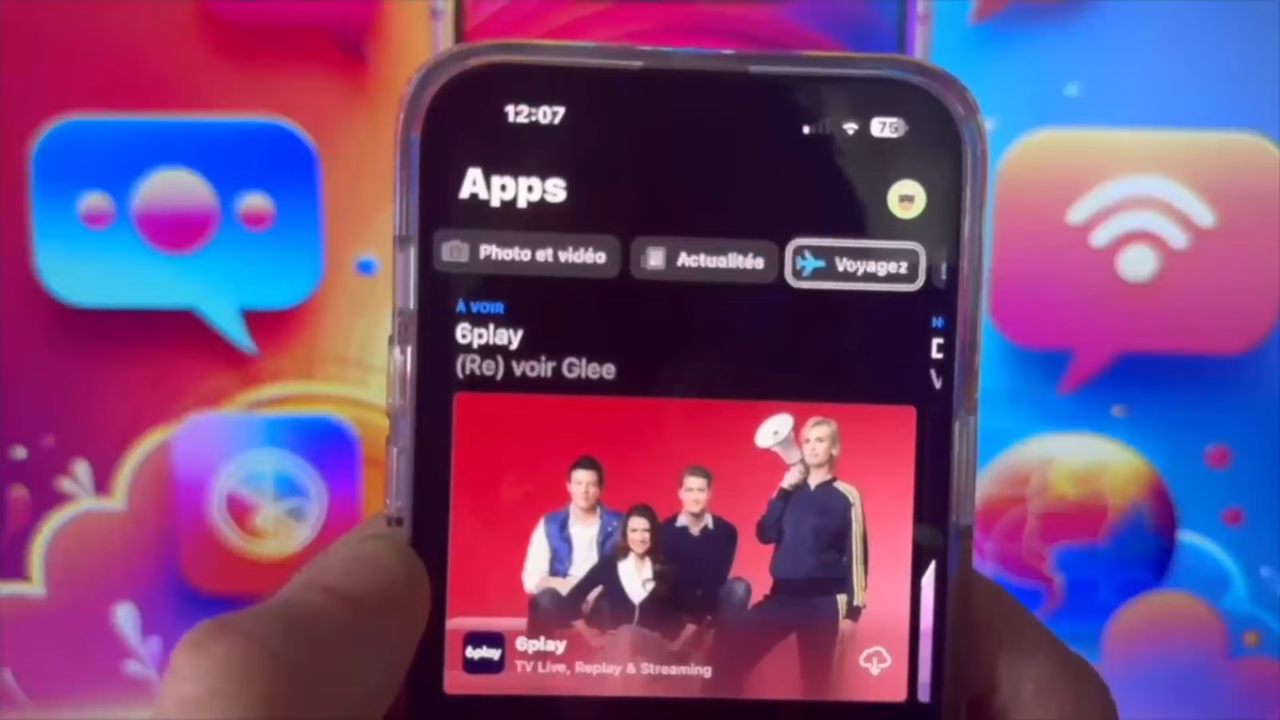 12:07
75
Apps
Photo et vidéo
Actualités
Voyagez
À VOIR
6play
(Re) voir Glee
6play
6play
TV Live, Replay & Streaming